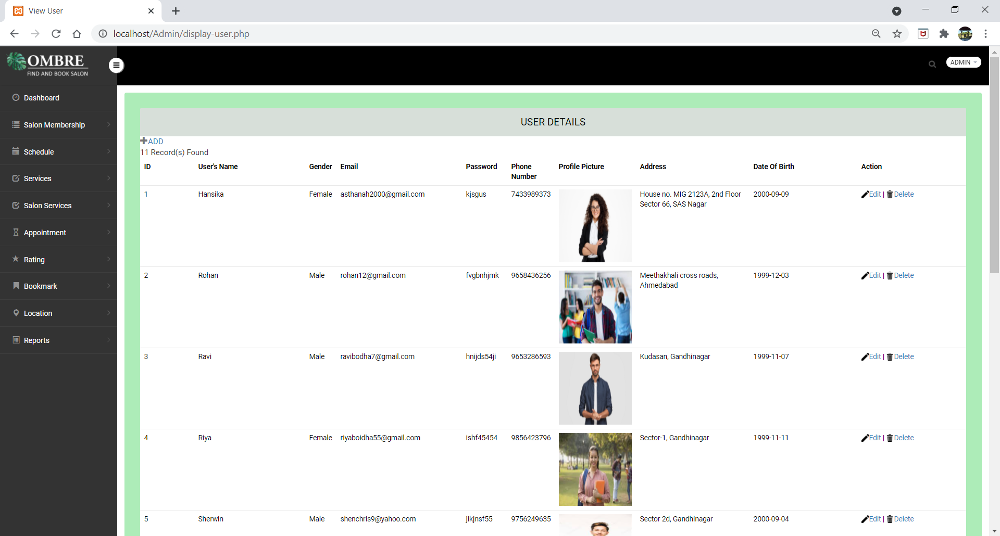 View User
localhost/Admin/display-user.php
OMBRE
FIND AND BOOK SALON
ADMIN
Dashboard
Salon Membership
Schedule
Services
Salon Services
Appointment
Rating
Bookmark
Location
Reports
USER DETAILS
ADD
11 Record(s) Found
ID User's Name Gender Email Password Phone Number Profile Picture Address Date Of Birth Action
1 Hansika Female asthanah2000@gmail.com kjsgus 7433989373 House no. MIG 2123A, 2nd Floor 2000-09-09 Edit | Delete
Sector 66, SAS Nagar
2 Rohan Male rohan12@gmail.com fvgbnhjmk 9658436256 Meethakhali cross roads, 1999-12-03 Edit | Delete
Ahmedabad
3 Ravi Male ravibodha7@gmail.com hnijds54ji 9653286593 Kudasan, Gandhinagar 1999-11-07 Edit | Delete
4 Riya Female riyaboidha55@gmail.com ishf45454 9856423796 Sector-1, Gandhinagar 1999-11-11 Edit | Delete
5 Sherwin Male shenchris9@yahoo.com jikjnsf55 9756249635 Sector 2d, Gandhinagar 2000-09-04 Edit | Delete